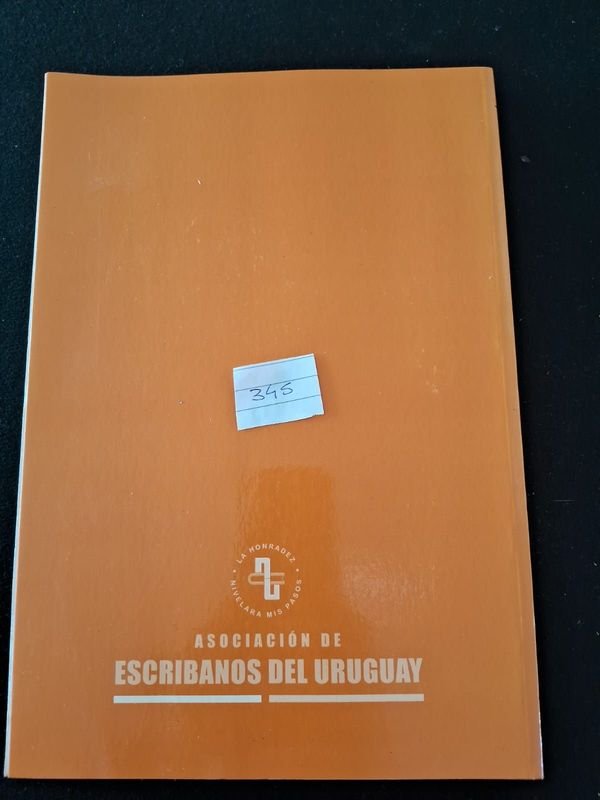 345
LA HONRADEZ
NIVELARA MIS PASOS
ASOCIACIÓN DE
ESCRIBANOS DEL URUGUAY